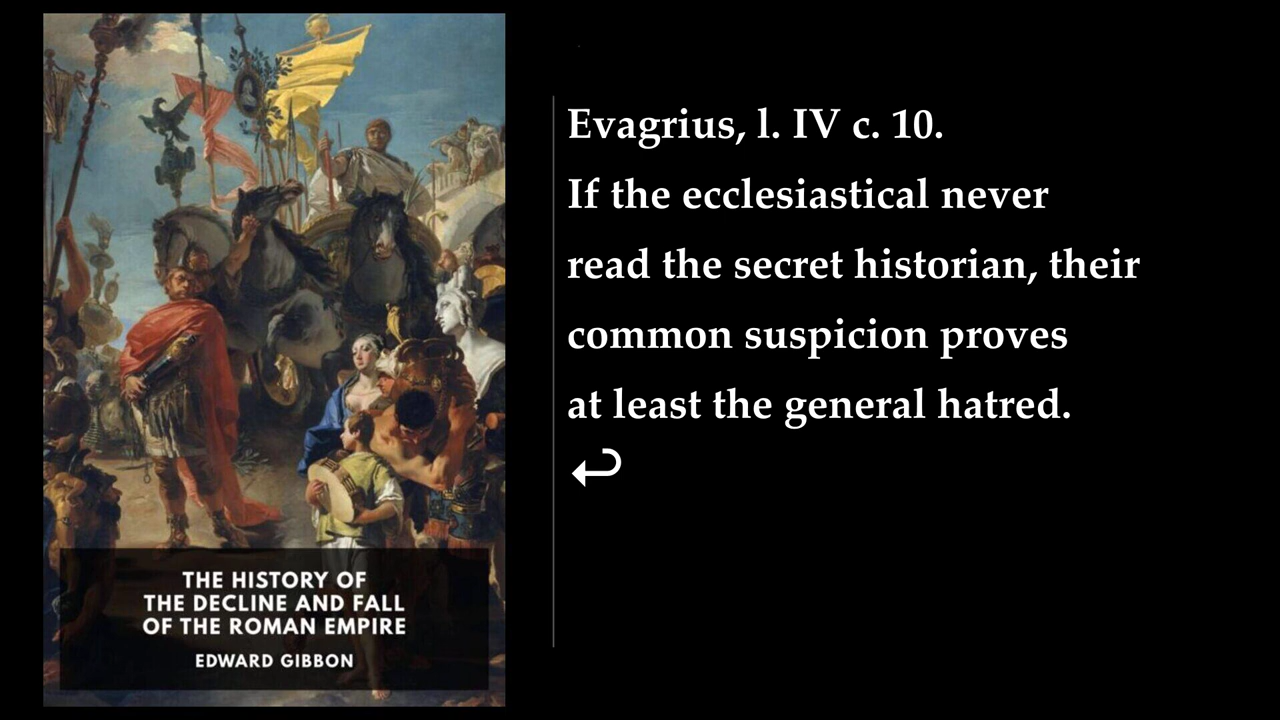 THE HISTORY OF
THE DECLINE AND FALL
OF THE ROMAN EMPIRE
EDWARD GIBBON
Evagrius, l. IV c. 10.
If the ecclesiastical never
read the secret historian, their
common suspicion proves
at least the general hatred.
↩